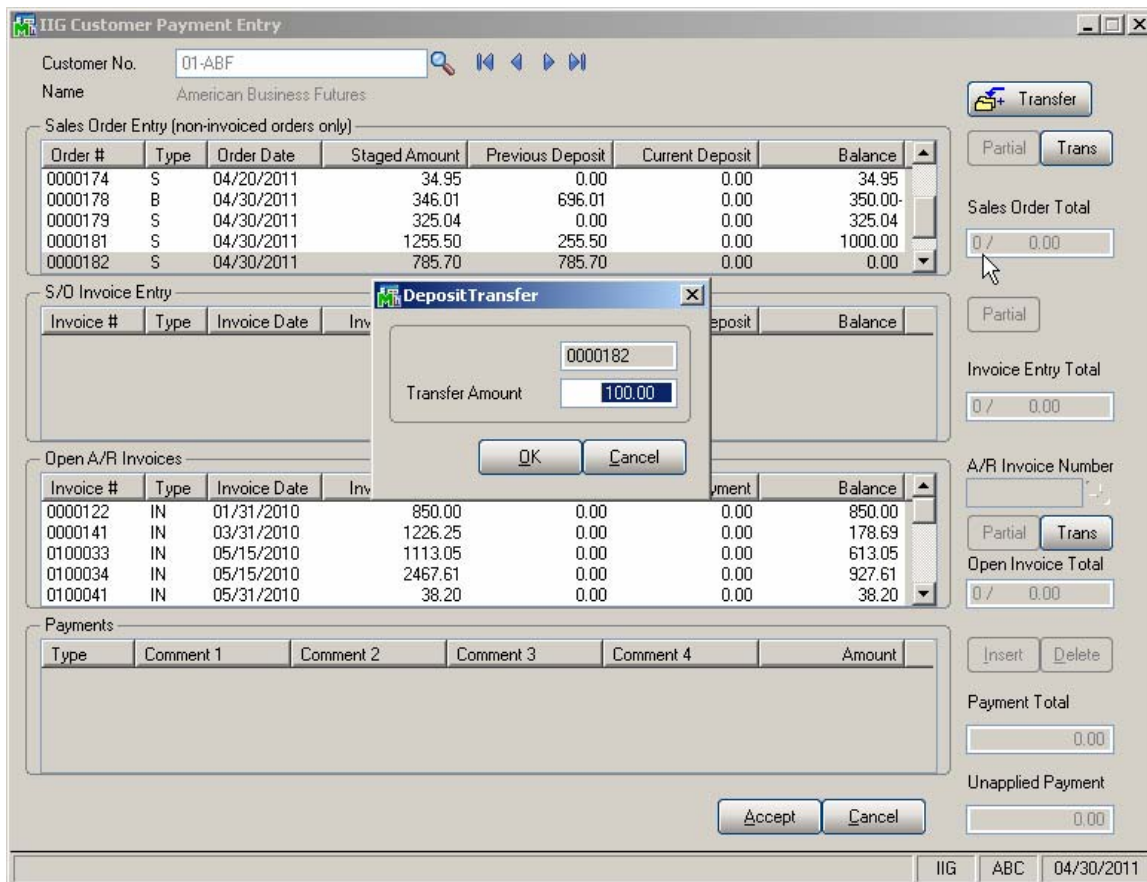 IIG Customer Payment Entry
Customer No. 01-ABF
Name American Business Futures
Transfer
Sales Order Entry (non-invoiced orders only)
Order # Type Order Date Staged Amount Previous Deposit Current Deposit Balance
0000174 S 04/20/2011 34.95 0.00 0.00 34.95
0000178 B 04/30/2011 346.01 696.01 0.00 350.00-
0000179 S 04/30/2011 325.04 0.00 0.00 325.04
0000181 S 04/30/2011 1255.50 255.50 0.00 1000.00
0000182 S 04/30/2011 785.70 785.70 0.00 0.00
Partial Trans
Sales Order Total
0 / 0.00
S/O Invoice Entry
Invoice # Type Invoice Date Inv eposit Balance
Partial
Invoice Entry Total
0 / 0.00
DepositTransfer
0000182
Transfer Amount 100.00
OK Cancel
Open A/R Invoices
Invoice # Type Invoice Date Inv yment Balance
0000122 IN 01/31/2010 850.00 0.00 0.00 850.00
0000141 IN 03/31/2010 1226.25 0.00 0.00 178.69
0100033 IN 05/15/2010 1113.05 0.00 0.00 613.05
0100034 IN 05/15/2010 2467.61 0.00 0.00 927.61
0100041 IN 05/31/2010 38.20 0.00 0.00 38.20
A/R Invoice Number
Partial Trans
Open Invoice Total
0 / 0.00
Payments
Type Comment 1 Comment 2 Comment 3 Comment 4 Amount
Insert Delete
Payment Total
0.00
Unapplied Payment
0.00
Accept Cancel
IIG ABC 04/30/2011